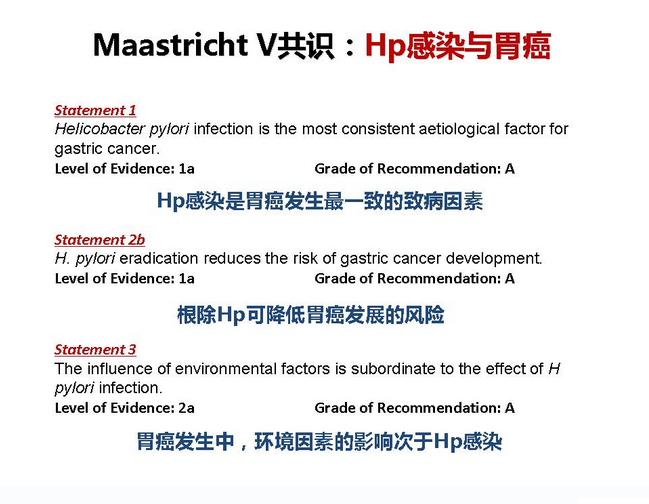 Maastricht V共识：Hp感染与胃癌
Statement 1
Helicobacter pylori infection is the most consistent aetiological factor for
gastric cancer.
Level of Evidence: 1a Grade of Recommendation: A
Hp感染是胃癌发生最一致的致病因素
Statement 2b
H. pylori eradication reduces the risk of gastric cancer development.
Level of Evidence: 1a Grade of Recommendation: A
根除Hp可降低胃癌发展的风险
Statement 3
The influence of environmental factors is subordinate to the effect of H
pylori infection.
Level of Evidence: 2a Grade of Recommendation: A
胃癌发生中，环境因素的影响次于Hp感染